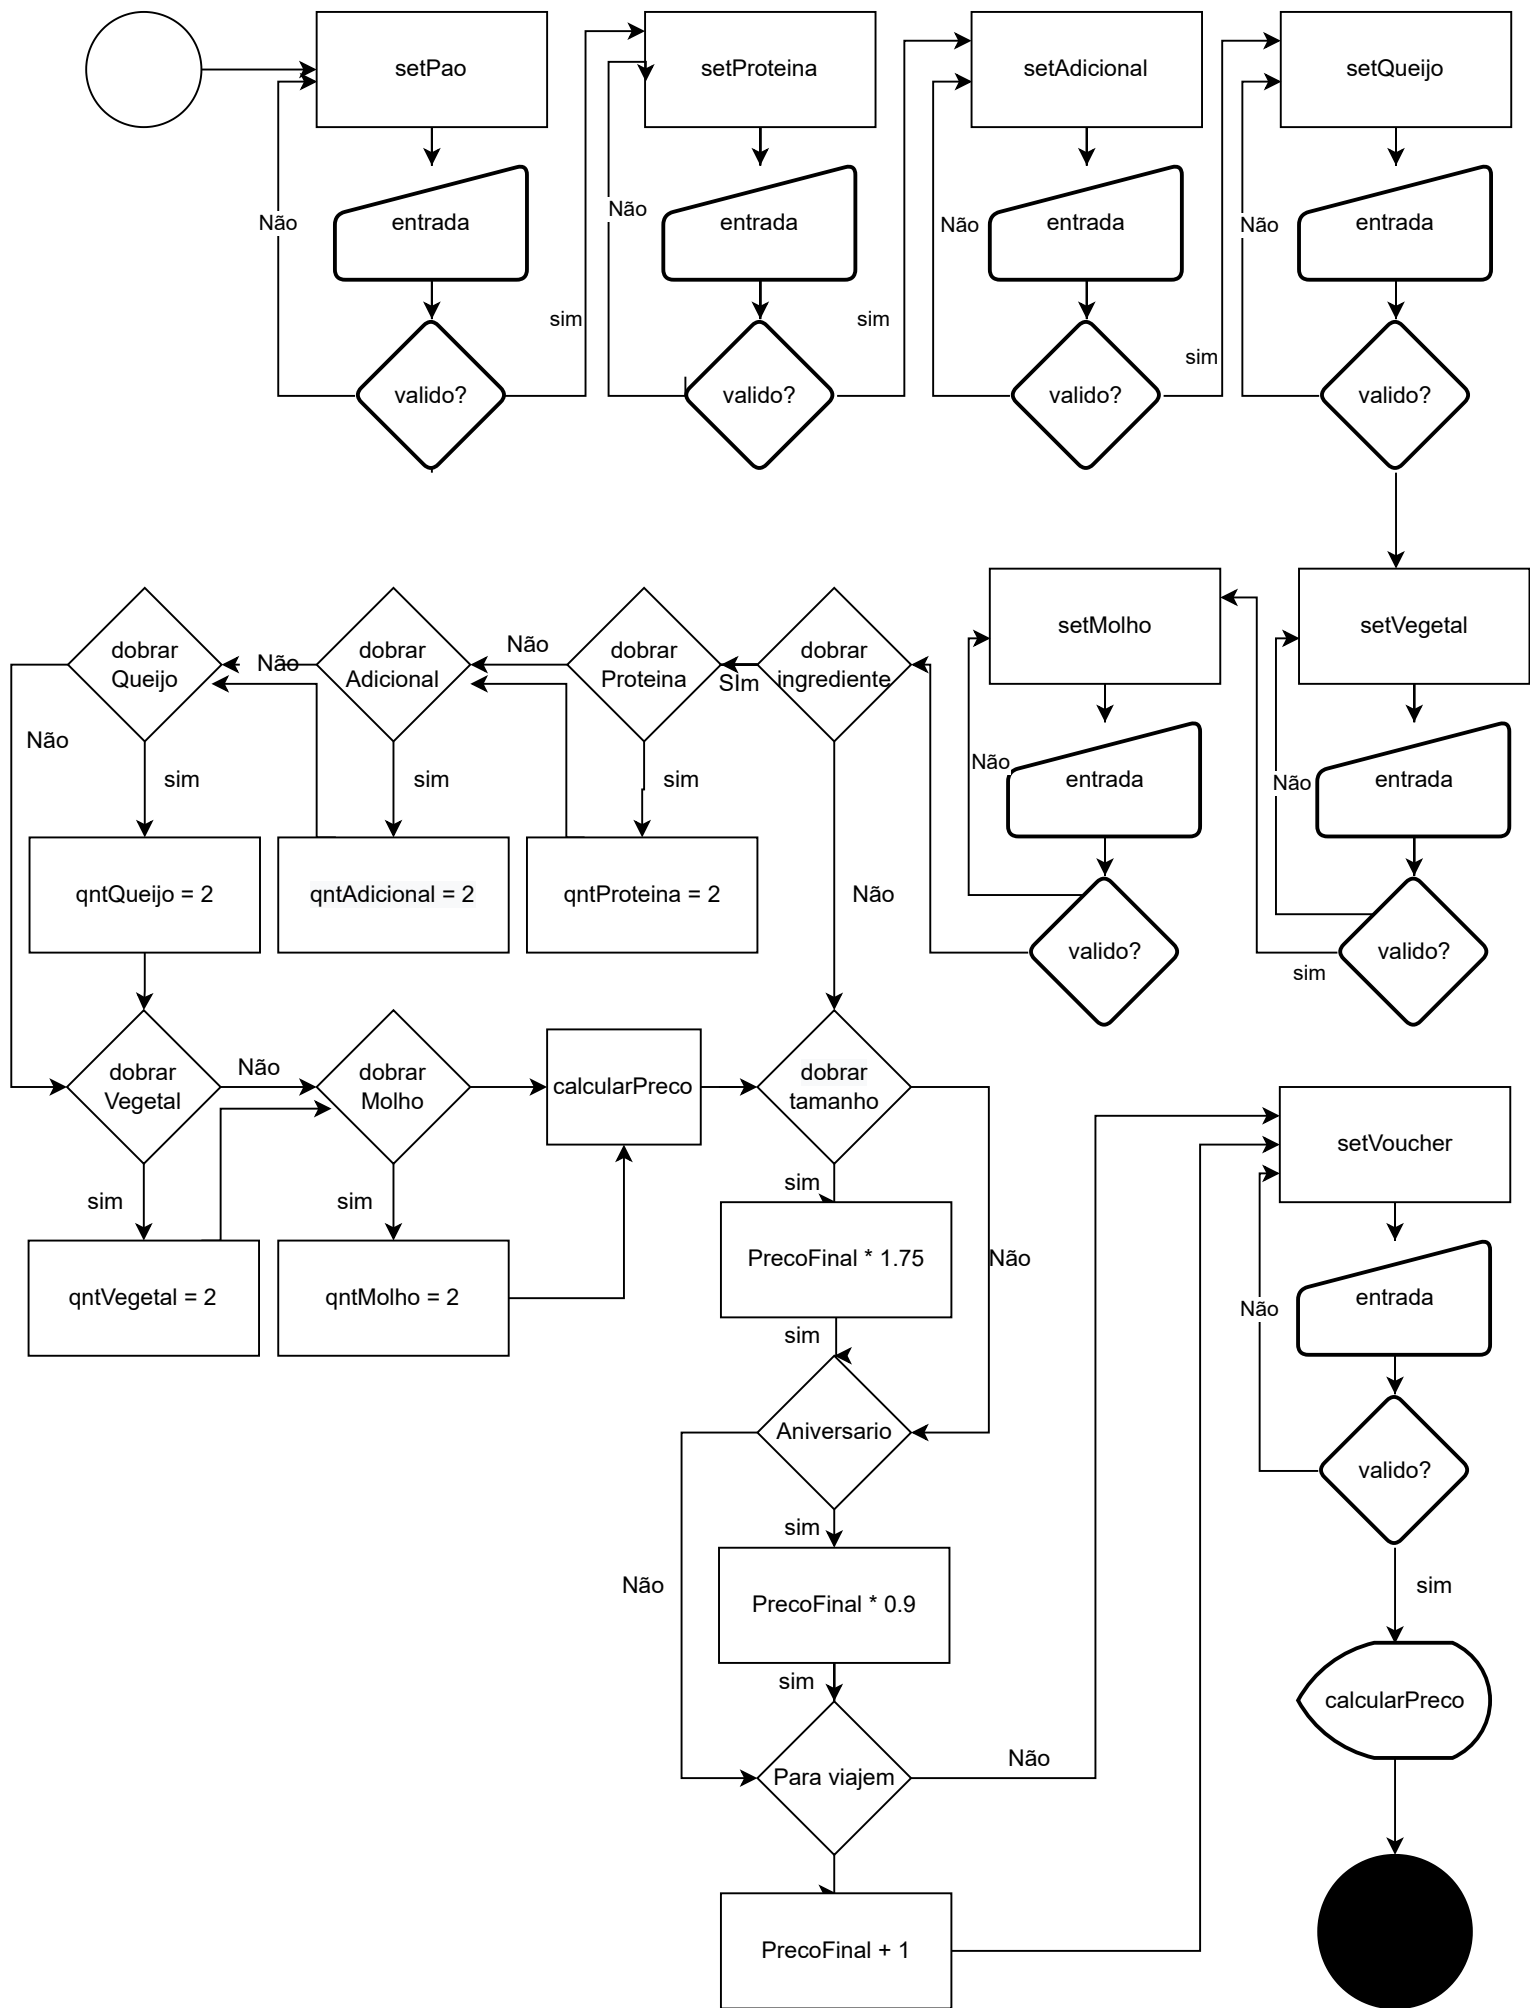 setPao
setProteina
setAdicional
setQueijo
Não
entrada
Não
entrada
Não
entrada
Não
entrada
sim
sim
sim
valido?
valido?
valido?
valido?
dobrar
Queijo
Não
dobrar
Adicional
Não
dobrar
Proteina
SIm
dobrar
ingrediente
setMolho
setVegetal
Não
sim
sim
sim
Não
entrada
Não
entrada
qntQueijo = 2
qntAdicional = 2
qntProteina = 2
Não
valido?
sim
valido?
dobrar
Vegetal
Não
dobrar
Molho
calcularPreco
dobrar
tamanho
setVoucher
sim
sim
sim
PrecoFinal * 1.75
Não
qntVegetal = 2
qntMolho = 2
Não
entrada
sim
Aniversario
valido?
sim
Não
PrecoFinal * 0.9
sim
sim
calcularPreco
Para viajem
Não
PrecoFinal + 1